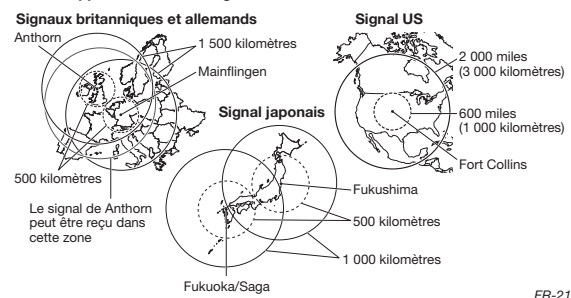 Signaux britanniques et allemands
Anthorn
1 500 kilomètres
Mainflingen
500 kilomètres
Le signal de Anthorn
peut être reçu dans
cette zone
Signal US
2 000 miles
(3 000 kilomètres)
600 miles
(1 000 kilomètres)
Fort Collins
Signal japonais
Fukushima
500 kilomètres
1 000 kilomètres
Fukuoka/Saga
FR-21